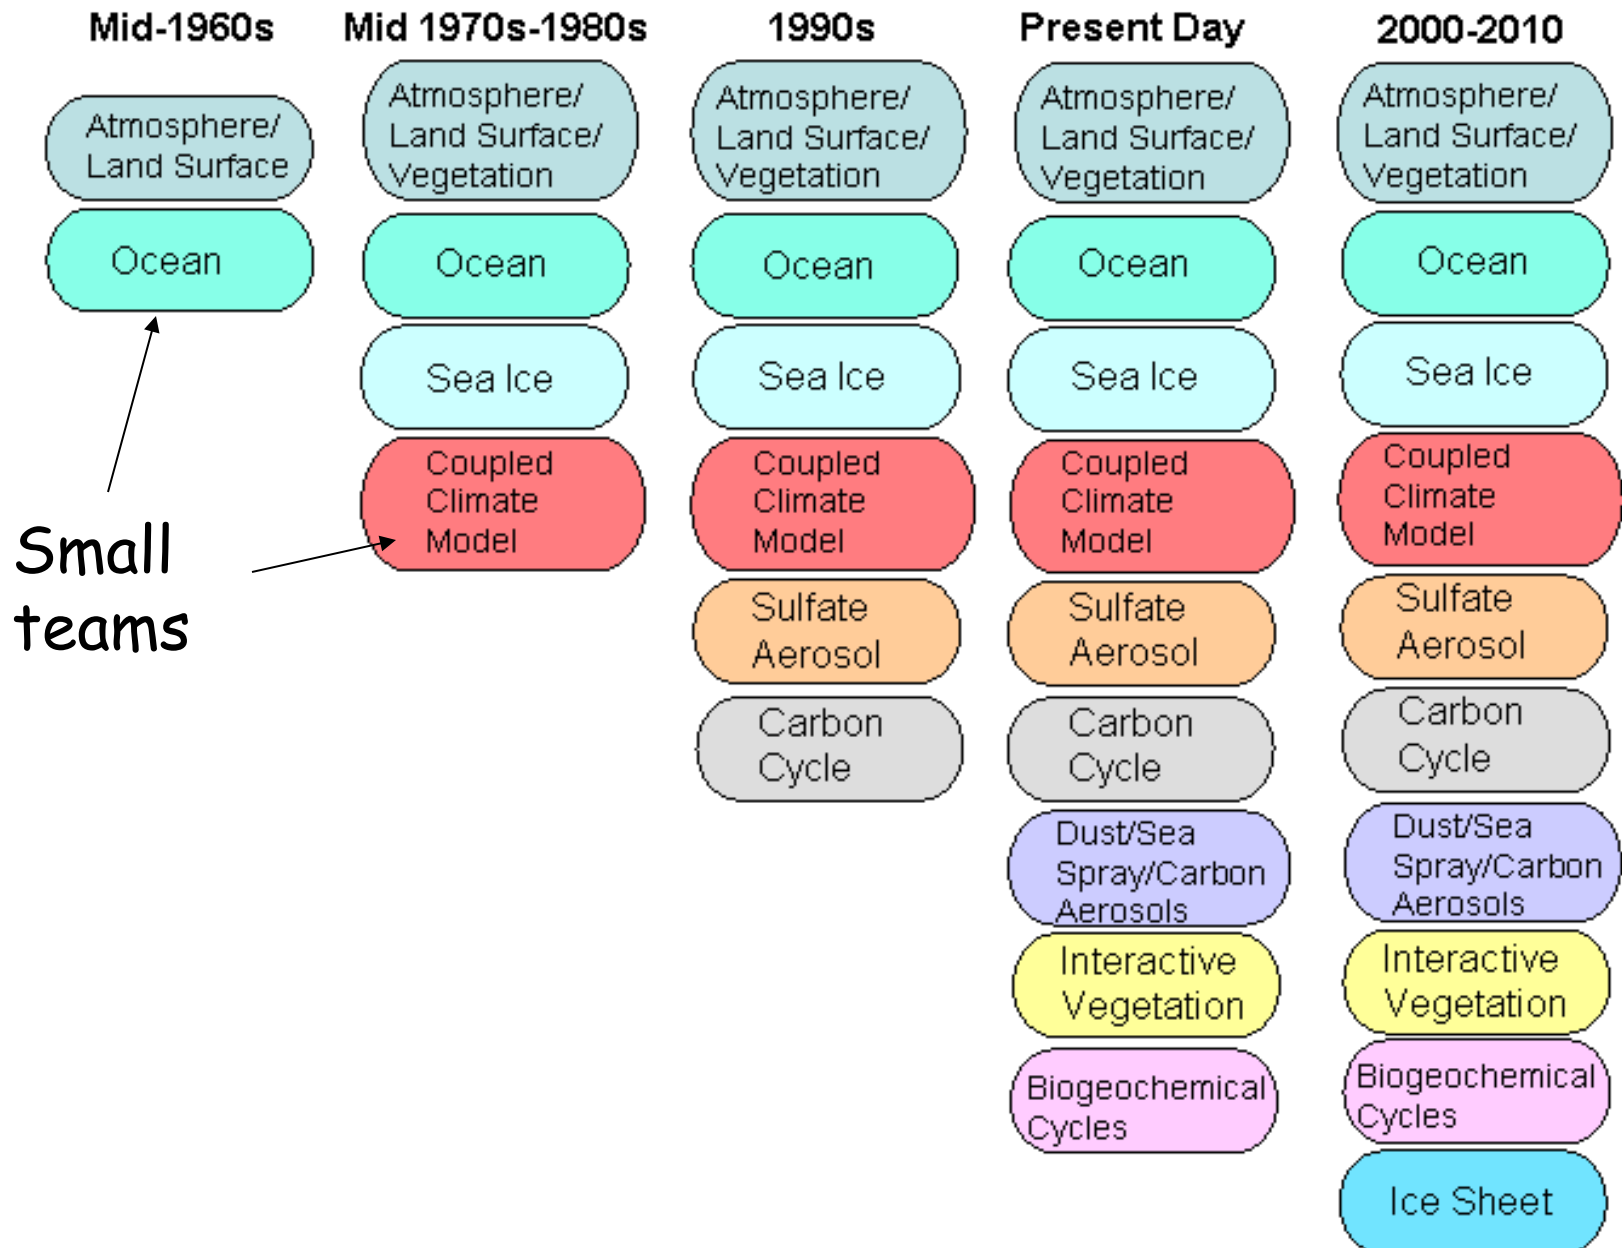 Mid-1960s
Atmosphere/
Land Surface
Ocean
Small
teams
Mid 1970s-1980s
Atmosphere/
Land Surface/
Vegetation
Ocean
Sea Ice
Coupled
Climate
Model
1990s
Atmosphere/
Land Surface/
Vegetation
Ocean
Sea Ice
Coupled
Climate
Model
Sulfate
Aerosol
Carbon
Cycle
Present Day
Atmosphere/
Land Surface/
Vegetation
Ocean
Sea Ice
Coupled
Climate
Model
Sulfate
Aerosol
Carbon
Cycle
Dust/Sea
Spray/Carbon
Aerosols
Interactive
Vegetation
Biogeochemical
Cycles
2000-2010
Atmosphere/
Land Surface/
Vegetation
Ocean
Sea Ice
Coupled
Climate
Model
Sulfate
Aerosol
Carbon
Cycle
Dust/Sea
Spray/Carbon
Aerosols
Interactive
Vegetation
Biogeochemical
Cycles
Ice Sheet